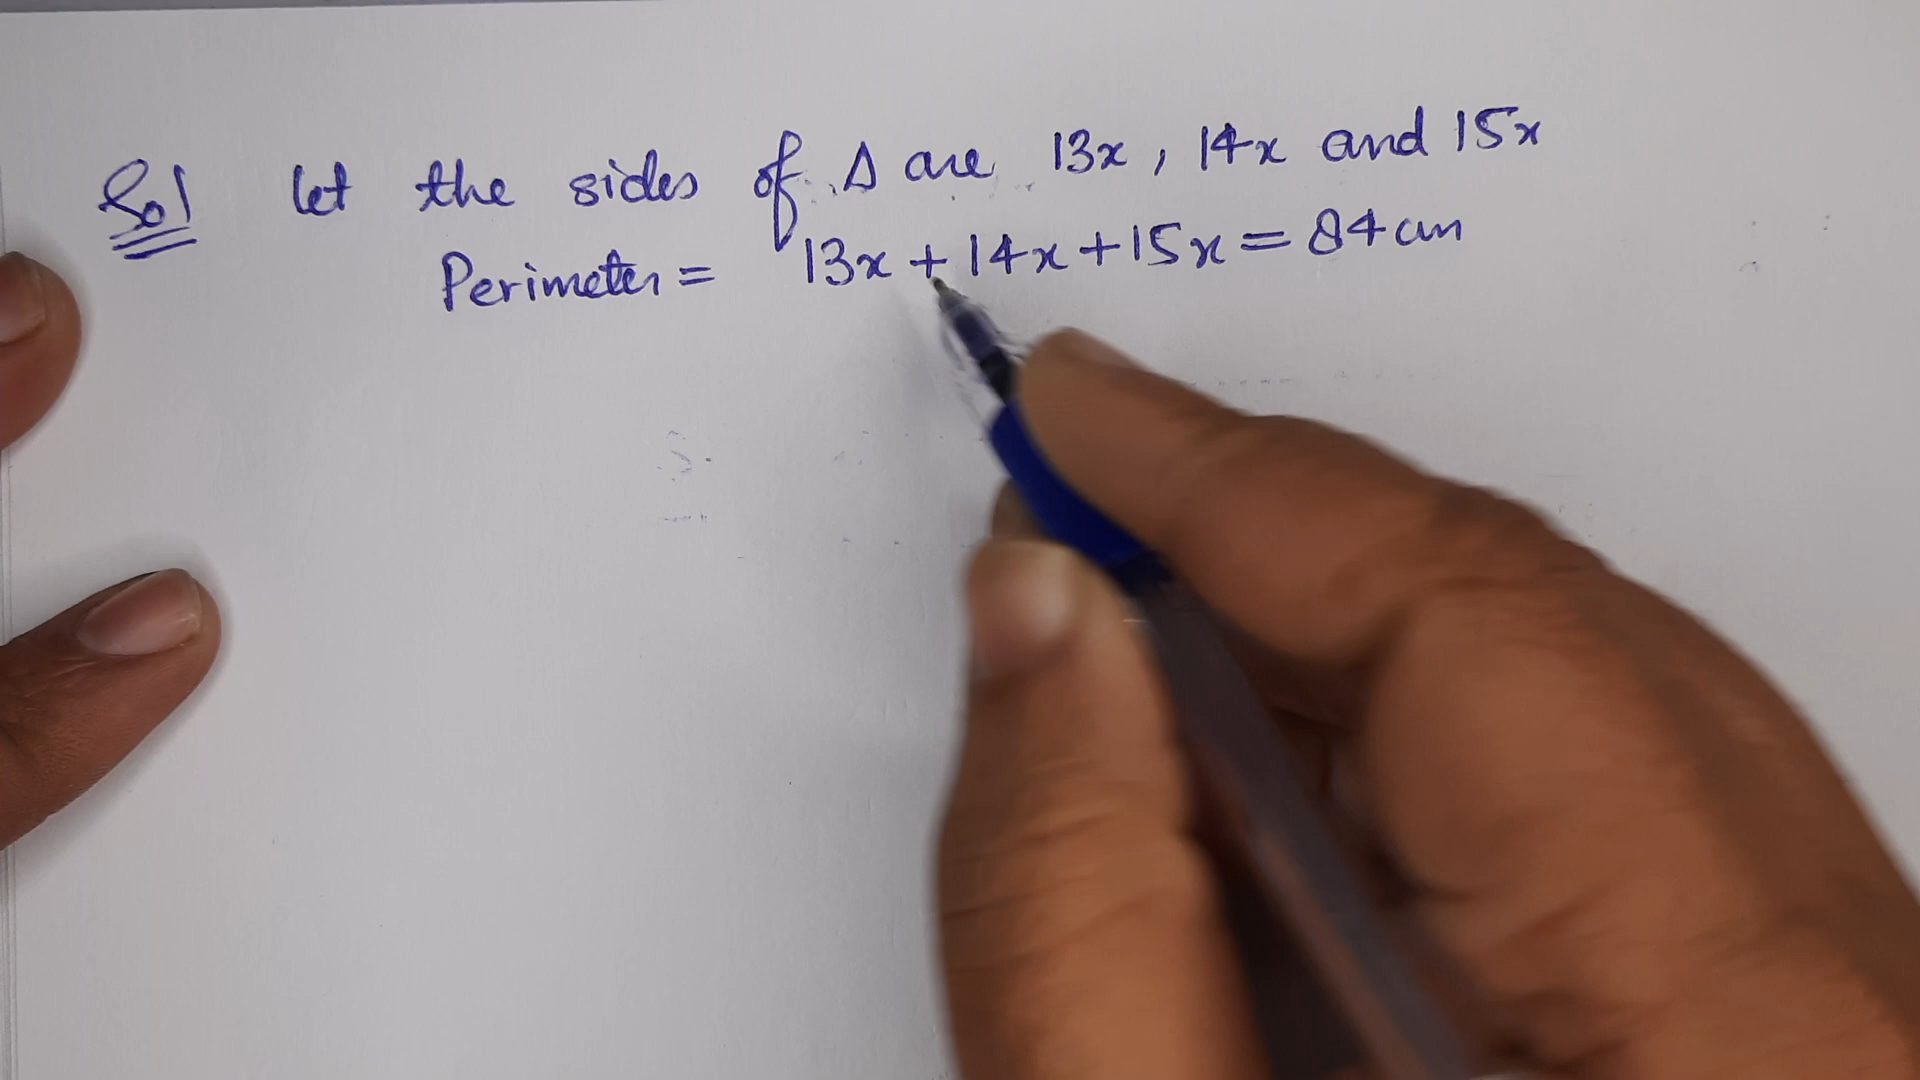 Sol let the sides of Δ are 13x, 14x and 15x
Perimeter = 13x + 14x + 15x = 84 cm